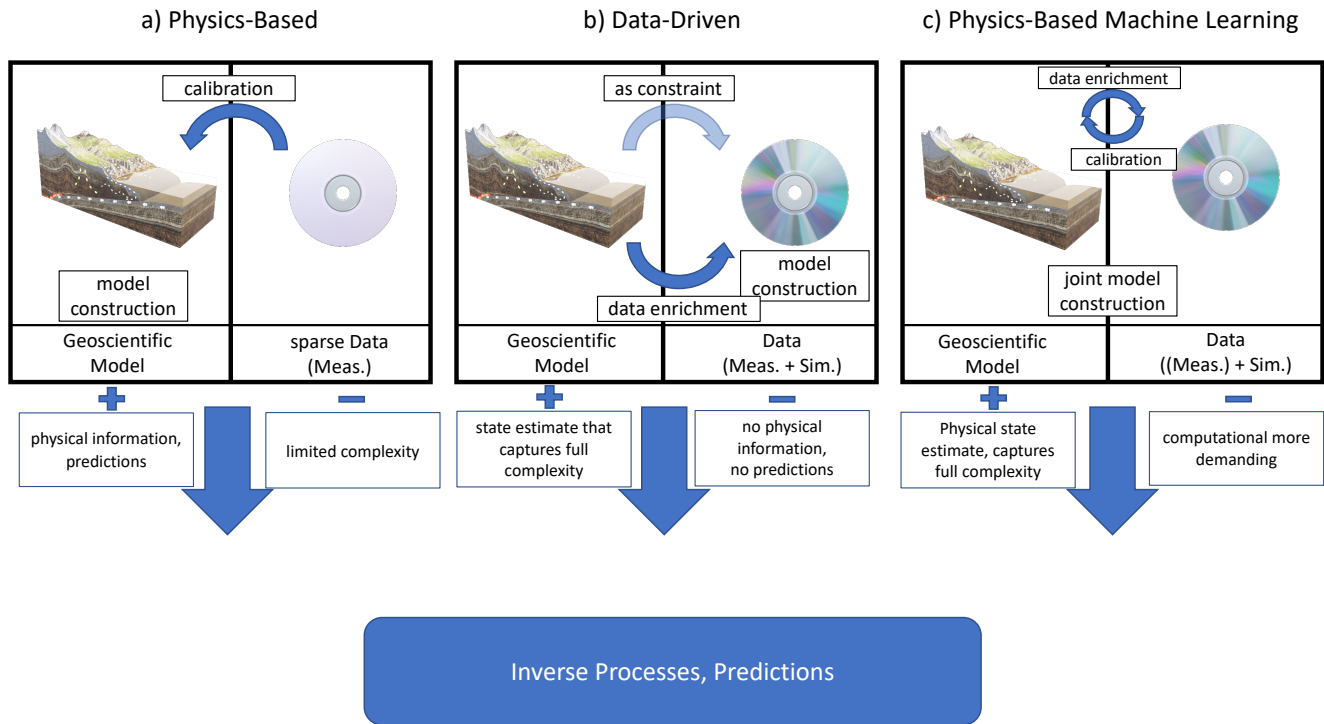 a) Physics-Based
calibration
model
construction
Geoscientific
Model
sparse Data
(Meas.)
physical information,
predictions
limited complexity
b) Data-Driven
as constraint
model
construction
data enrichment
Geoscientific
Model
Data
(Meas. + Sim.)
state estimate that
captures full
complexity
no physical
information,
no predictions
c) Physics-Based Machine Learning
data enrichment
calibration
joint model
construction
Geoscientific
Model
Data
((Meas.) + Sim.)
Physical state
estimate, captures
full complexity
computational more
demanding
Inverse Processes, Predictions